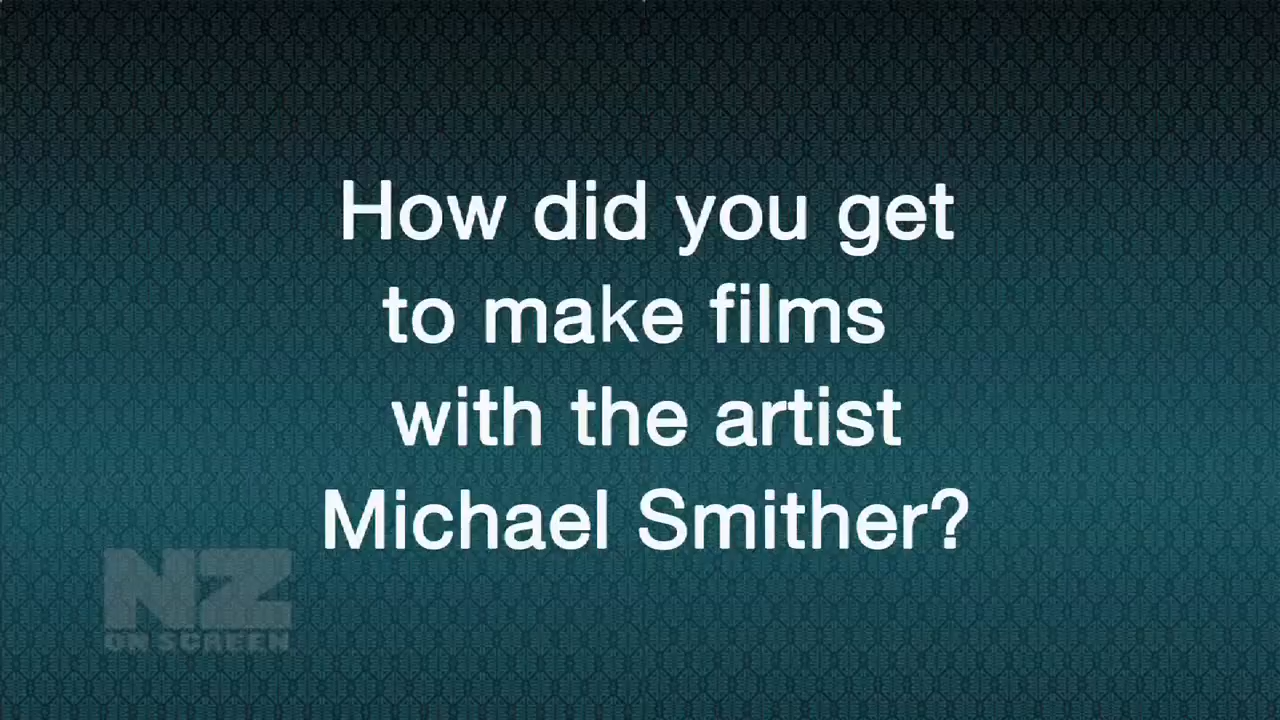 How did you get
to make films
with the artist
Michael Smither?
NZ
ON SCREEN